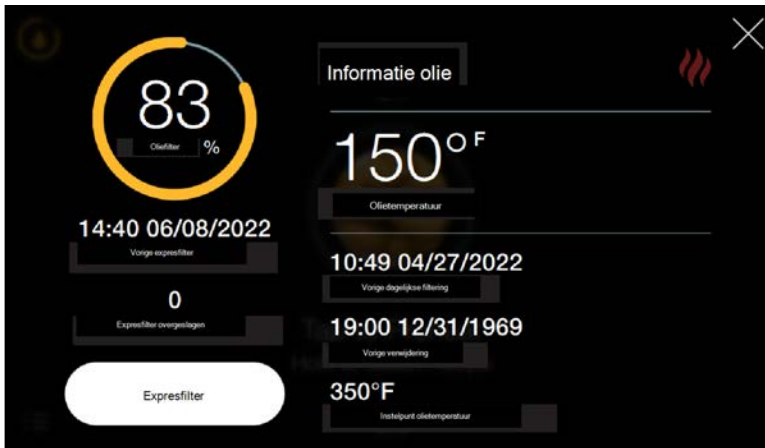 83
Oliefilter %
14:40 06/08/2022
Vorige expresfilter
0
Expresfilter overgeslagen
Expresfilter
Informatie olie
150°F
Olietemperatuur
10:49 04/27/2022
Vorige dagelijkse filtering
19:00 12/31/1969
Vorige verwijdering
350°F
Instelpunt olietemperatuur